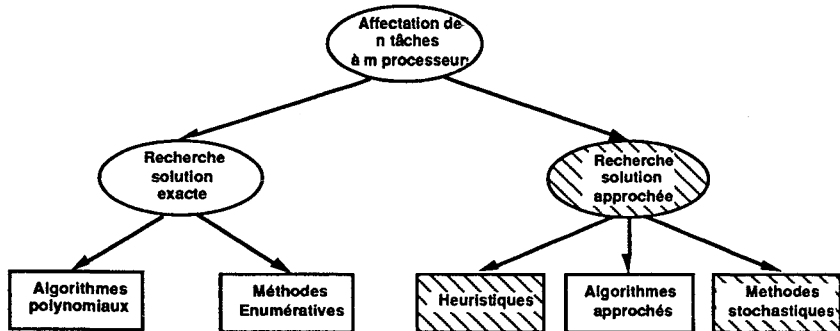 Affectation de
n tâches
à m processeur
Recherche
solution
exacte
Recherche
solution
approchée
Algorithmes
polynomiaux
Méthodes
Enumératives
Heuristiques
Algorithmes
approchés
Methodes
stochastiques